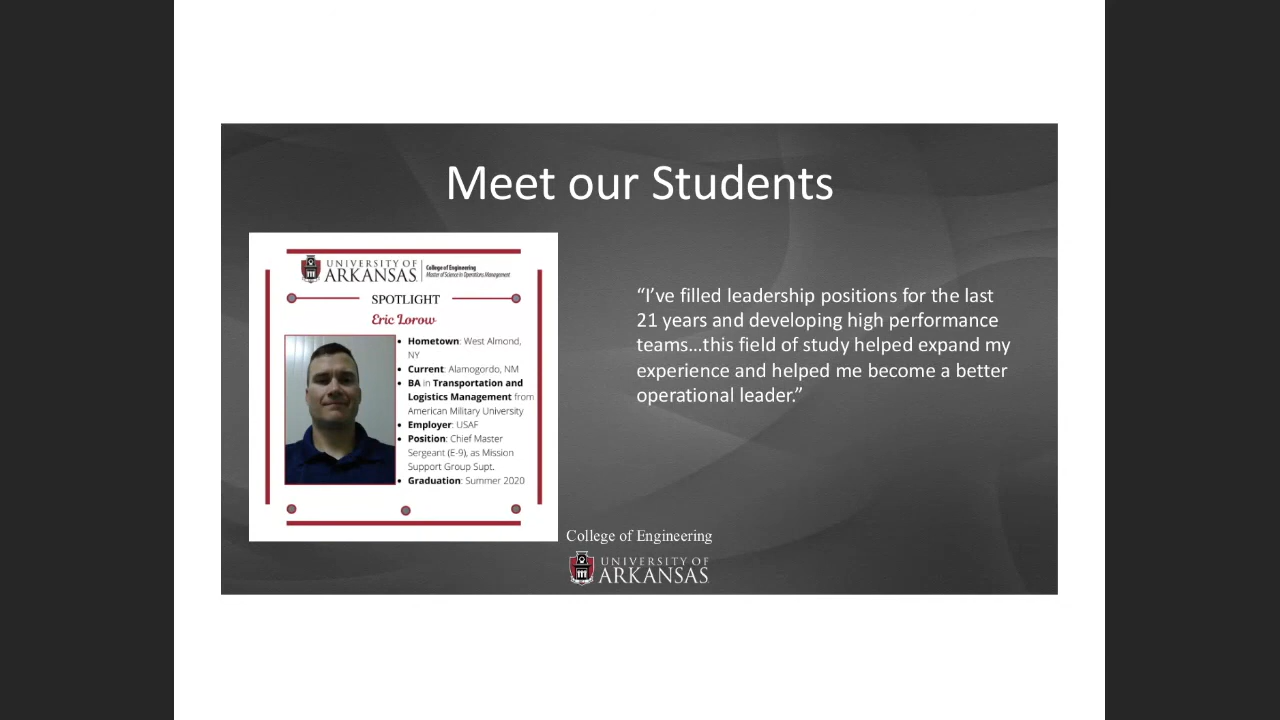 Meet our Students
UNIVERSITY OF
ARKANSAS
College of Engineering
Master of Science in Operations Management
SPOTLIGHT
Eric Lorow
Hometown: West Almond,
NY
Current: Alamogordo, NM
BA in Transportation and
Logistics Management from
American Military University
Employer: USAF
Position: Chief Master
Sergeant (E-9), as Mission
Support Group Supt.
Graduation: Summer 2020
“I’ve filled leadership positions for the last
21 years and developing high performance
teams...this field of study helped expand my
experience and helped me become a better
operational leader.”
College of Engineering
UNIVERSITY OF
ARKANSAS